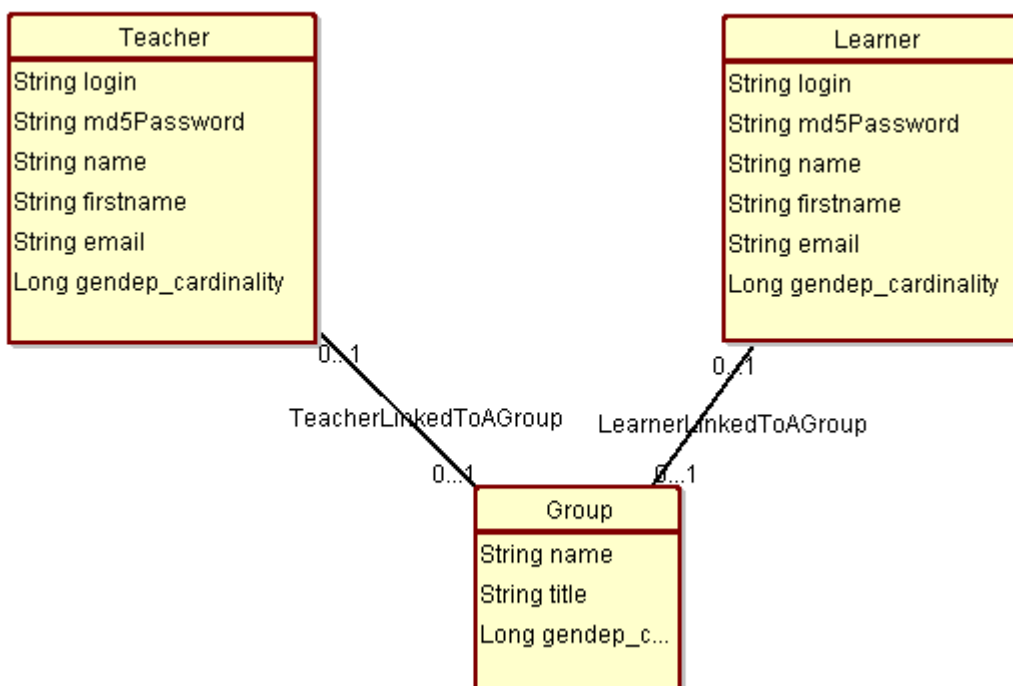 Teacher
String login
String md5Password
String name
String firstname
String email
Long gendep_cardinality
Learner
String login
String md5Password
String name
String firstname
String email
Long gendep_cardinality
0...1
0...1
TeacherLinkedToAGroup
LearnerLinkedToAGroup
0...1
0...1
Group
String name
String title
Long gendep_c...